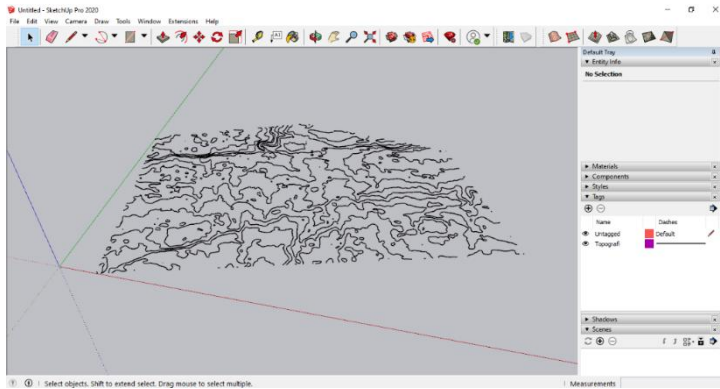 Untitled - SketchUp Pro 2020
File Edit View Camera Draw Tools Window Extensions Help
Default Tray
Entity Info
No Selection
Materials
Components
Styles
Tags
Name Dashes
Untagged Default
Topografi
Shadows
Scenes
Select objects. Shift to extend select. Drag mouse to select multiple.
Measurements